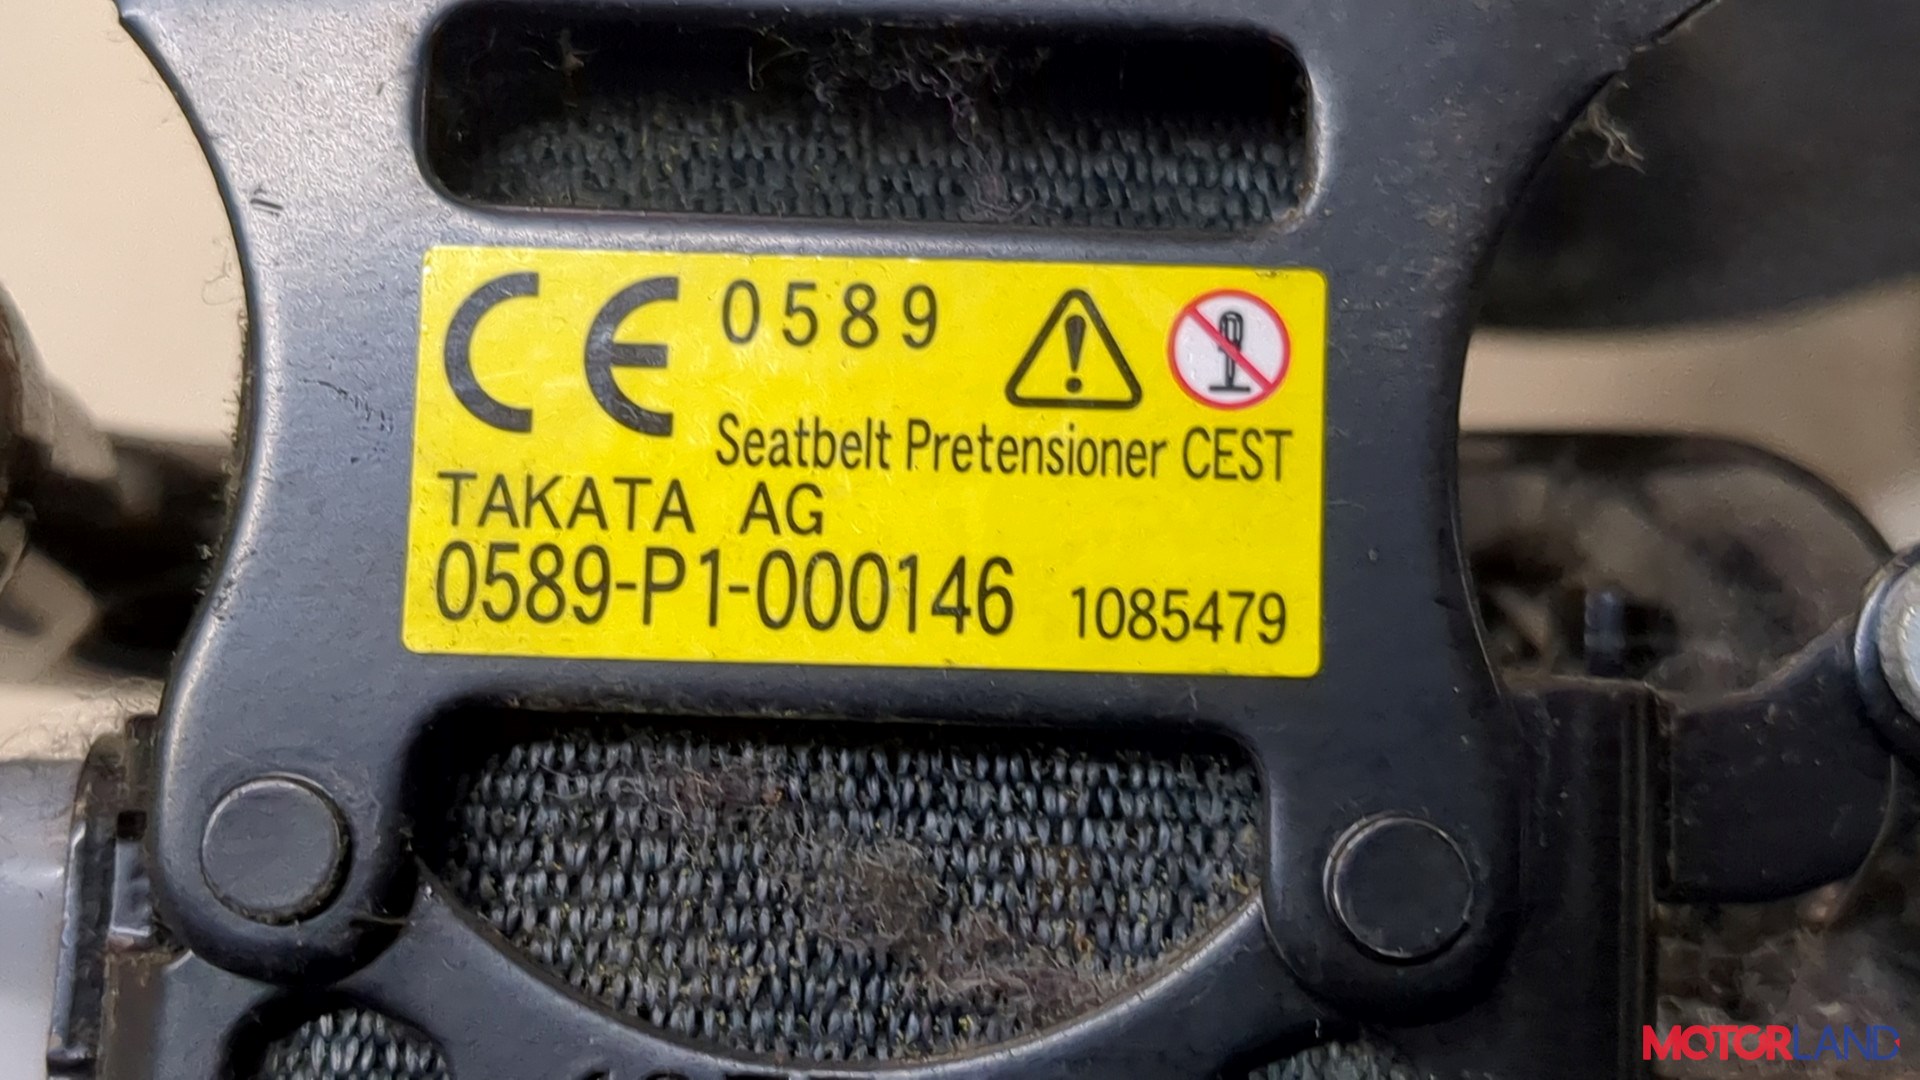 CE 0589
Seatbelt Pretensioner CEST
TAKATA AG
0589-P1-000146 1085479
MOTORLAND